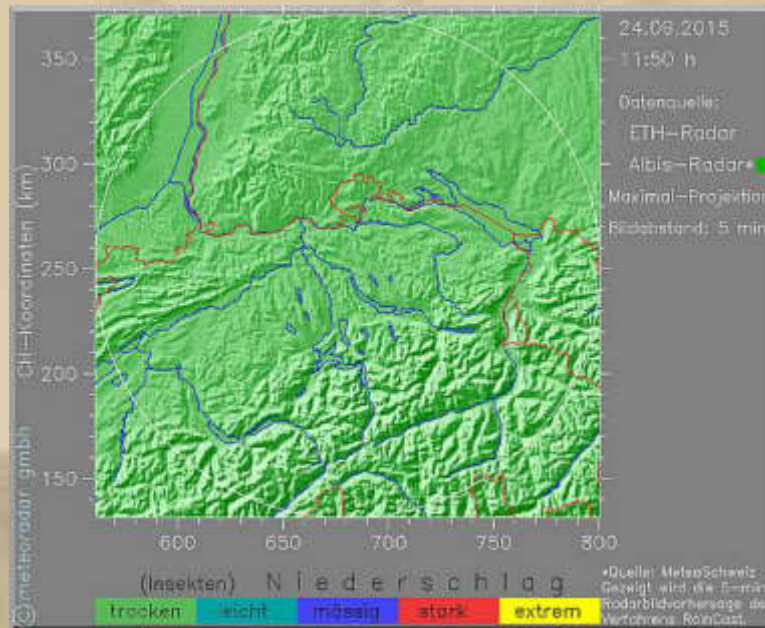 24.09.2015
11:50 h
Datenquelle:
ETH-Radar
Albis-Radar*
Maximal-Projektion
Bildabstand: 5 min
350
300
250
200
150
CH-Koordinaten (km)
©meteoradar gmbh
600 650 700 750 800
(Insekten) Niederschlag
trocken leicht mässig stark extrem
*Quelle: MeteoSchweiz
Gezeigt wird die 5-min
Radarbildvorhersage de
Verfahrens RainCast.